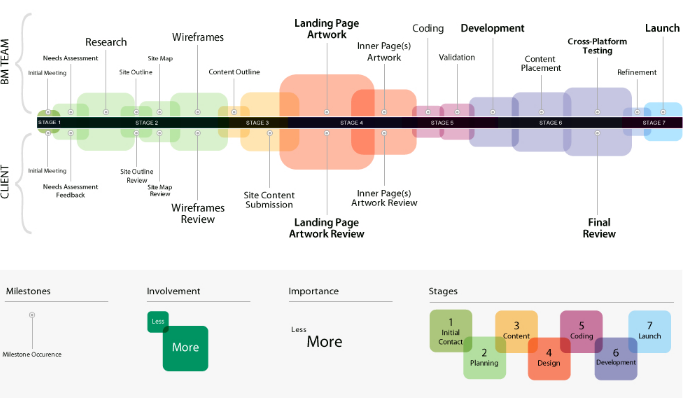 BM TEAM
Landing Page
Artwork
Research
Wireframes
Needs Assessment
Site Map
Initial Meeting
Site Outline
Content Outline
Inner Page(s)
Artwork
Coding
Validation
Development
Content
Placement
Cross-Platform
Testing
Refinement
Launch
STAGE 1
STAGE 2
STAGE 3
STAGE 4
STAGE 5
STAGE 6
STAGE 7
CLIENT
Initial Meeting
Needs Assessment
Feedback
Site Outline
Review
Site Map
Review
Wireframes
Review
Site Content
Submission
Landing Page
Artwork Review
Inner Page(s)
Artwork Review
Final
Review
Milestones
Milestone Occurence
Involvement
Less
More
Importance
Less
More
Stages
1
Initial
Contact
2
Planning
3
Content
4
Design
5
Coding
6
Development
7
Launch